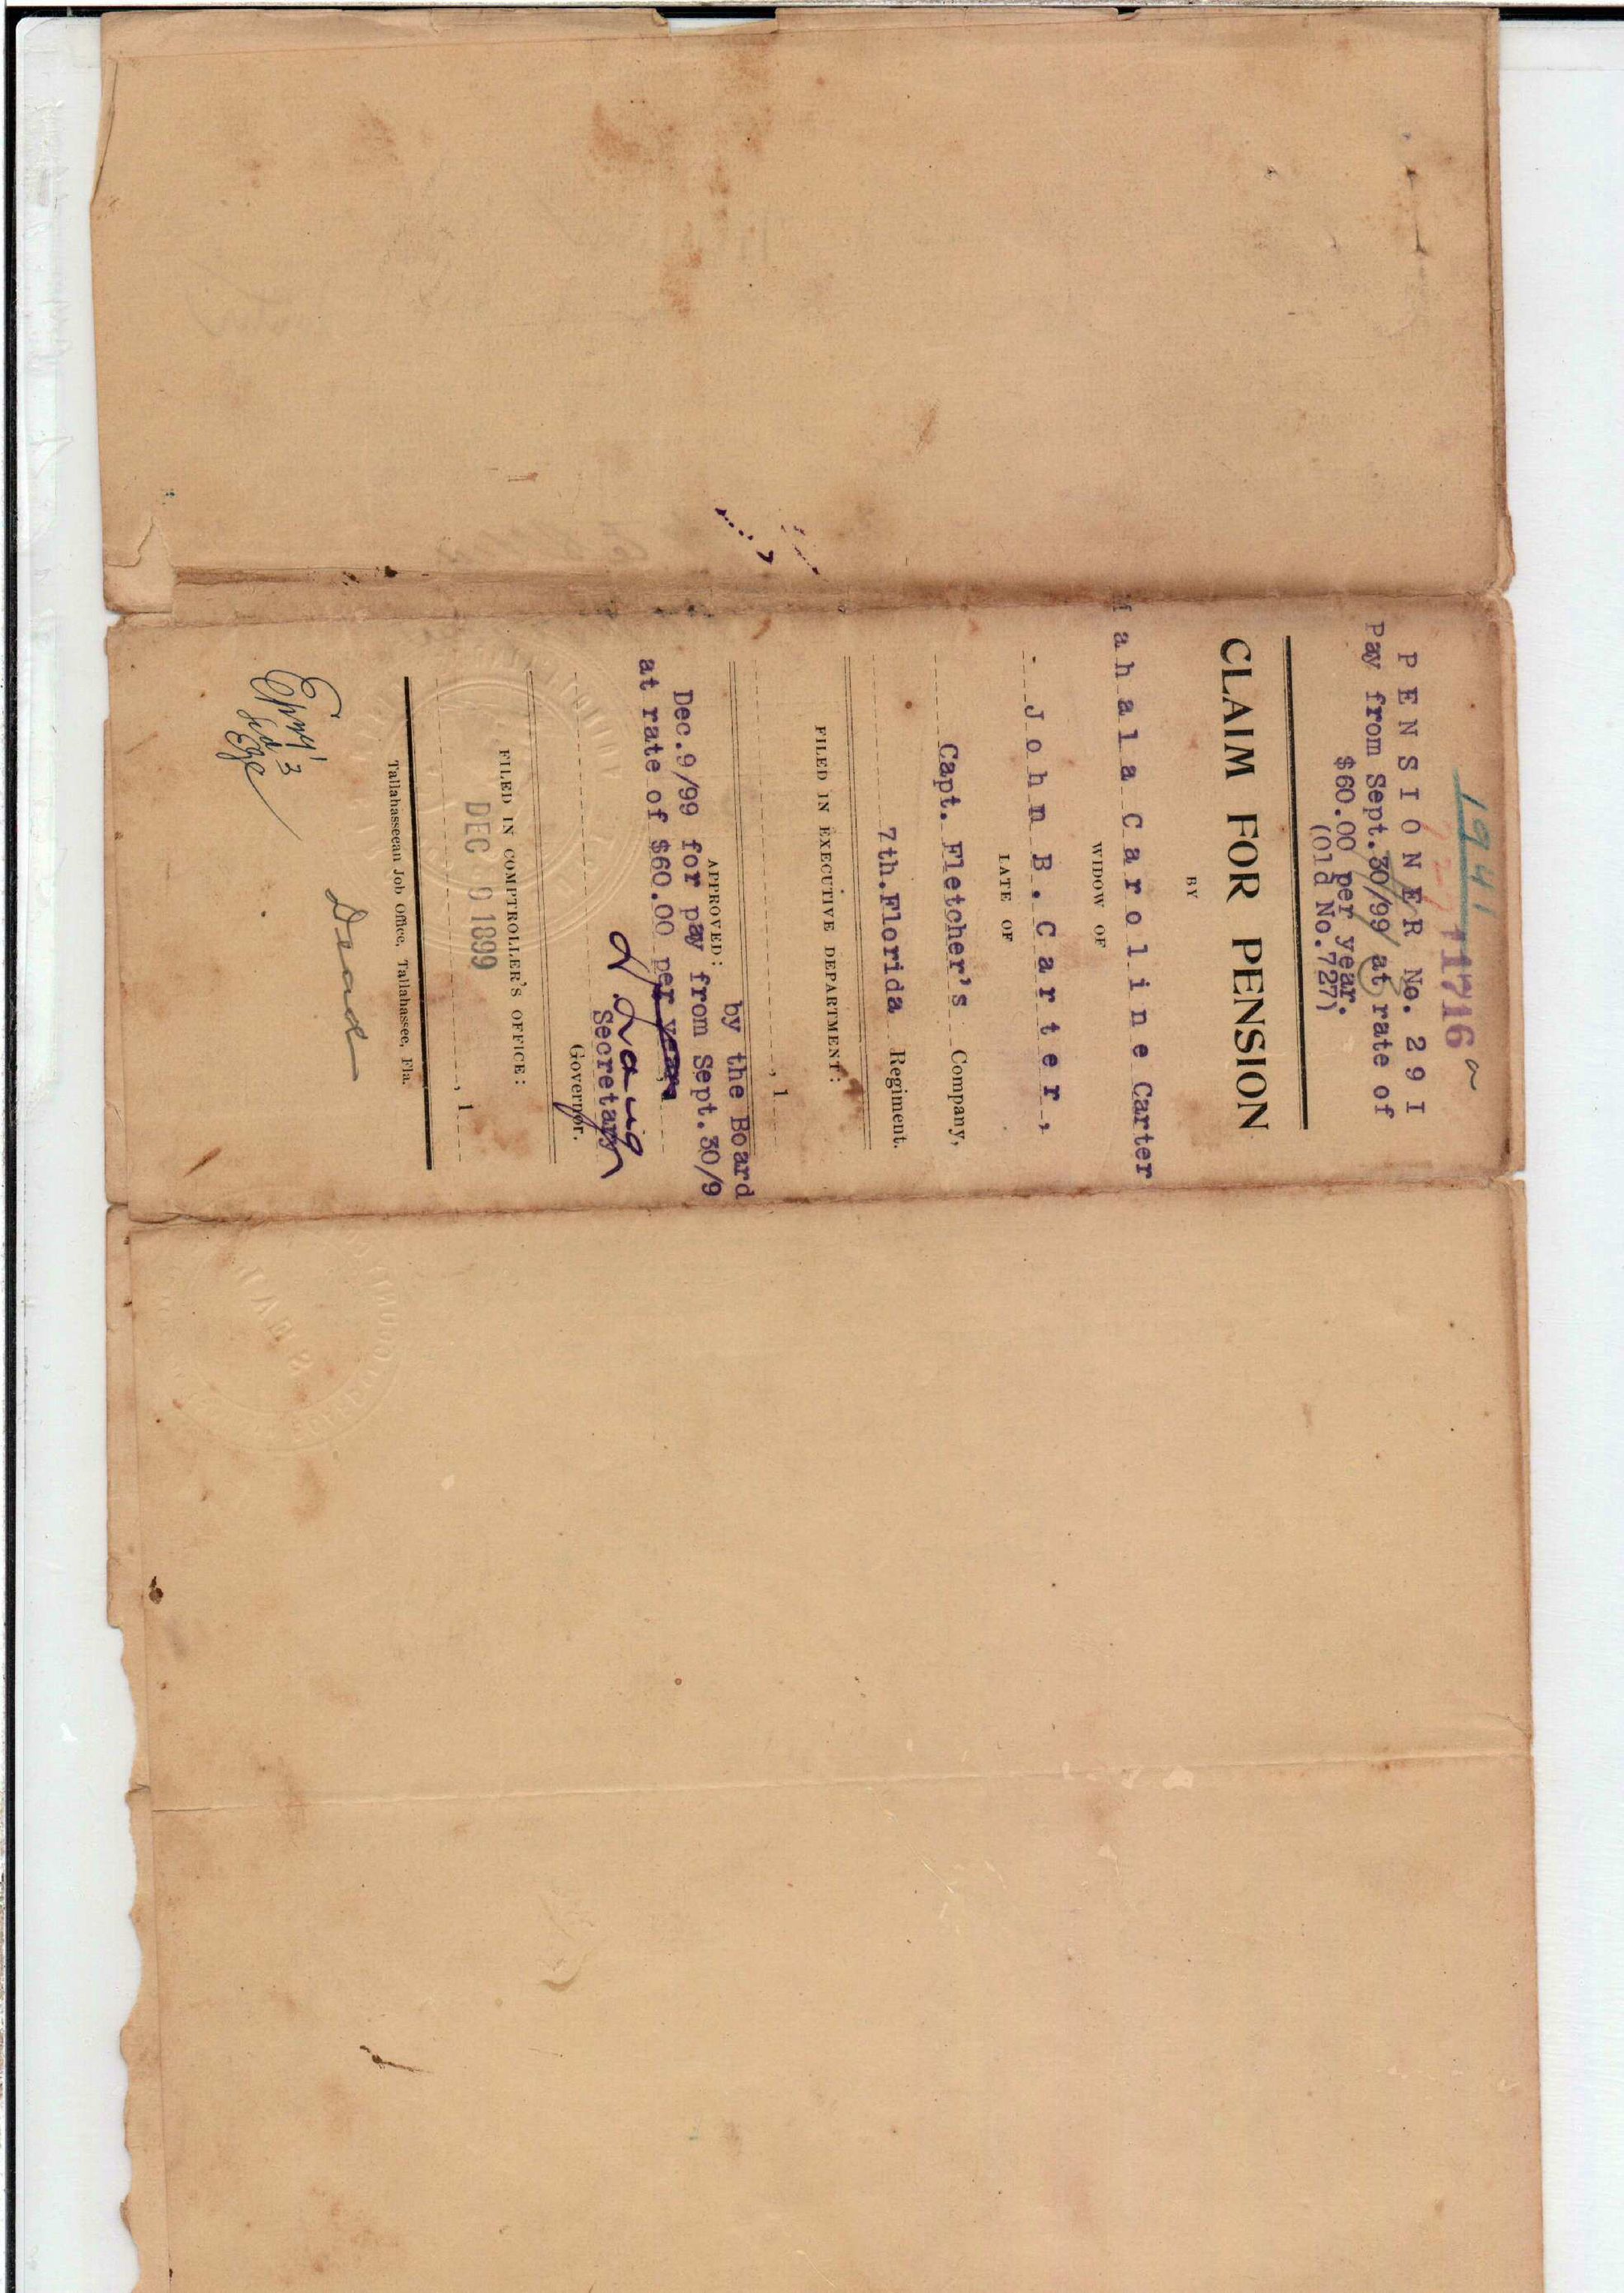 1941
11716
PENSIONER No. 291
Pay from Sept.30/99 at rate of
$60.00 per year.
(Old No.727)
CLAIM FOR PENSION
BY
Mahala Caroline Carter
WIDOW OF
John B. Carter,
LATE OF
Capt. Fletcher's Company,
7th.Florida Regiment.
FILED IN EXECUTIVE DEPARTMENT:
, 1
by the Board
APPROVED:
Dec.9/99 for pay from Sept.30/9
at rate of $60.00 per year
Secretary
Governor.
FILED IN COMPTROLLER'S OFFICE:
DEC 9 1899
, 1
Tallahasseean Job Office, Tallahassee, Fla.
Dead